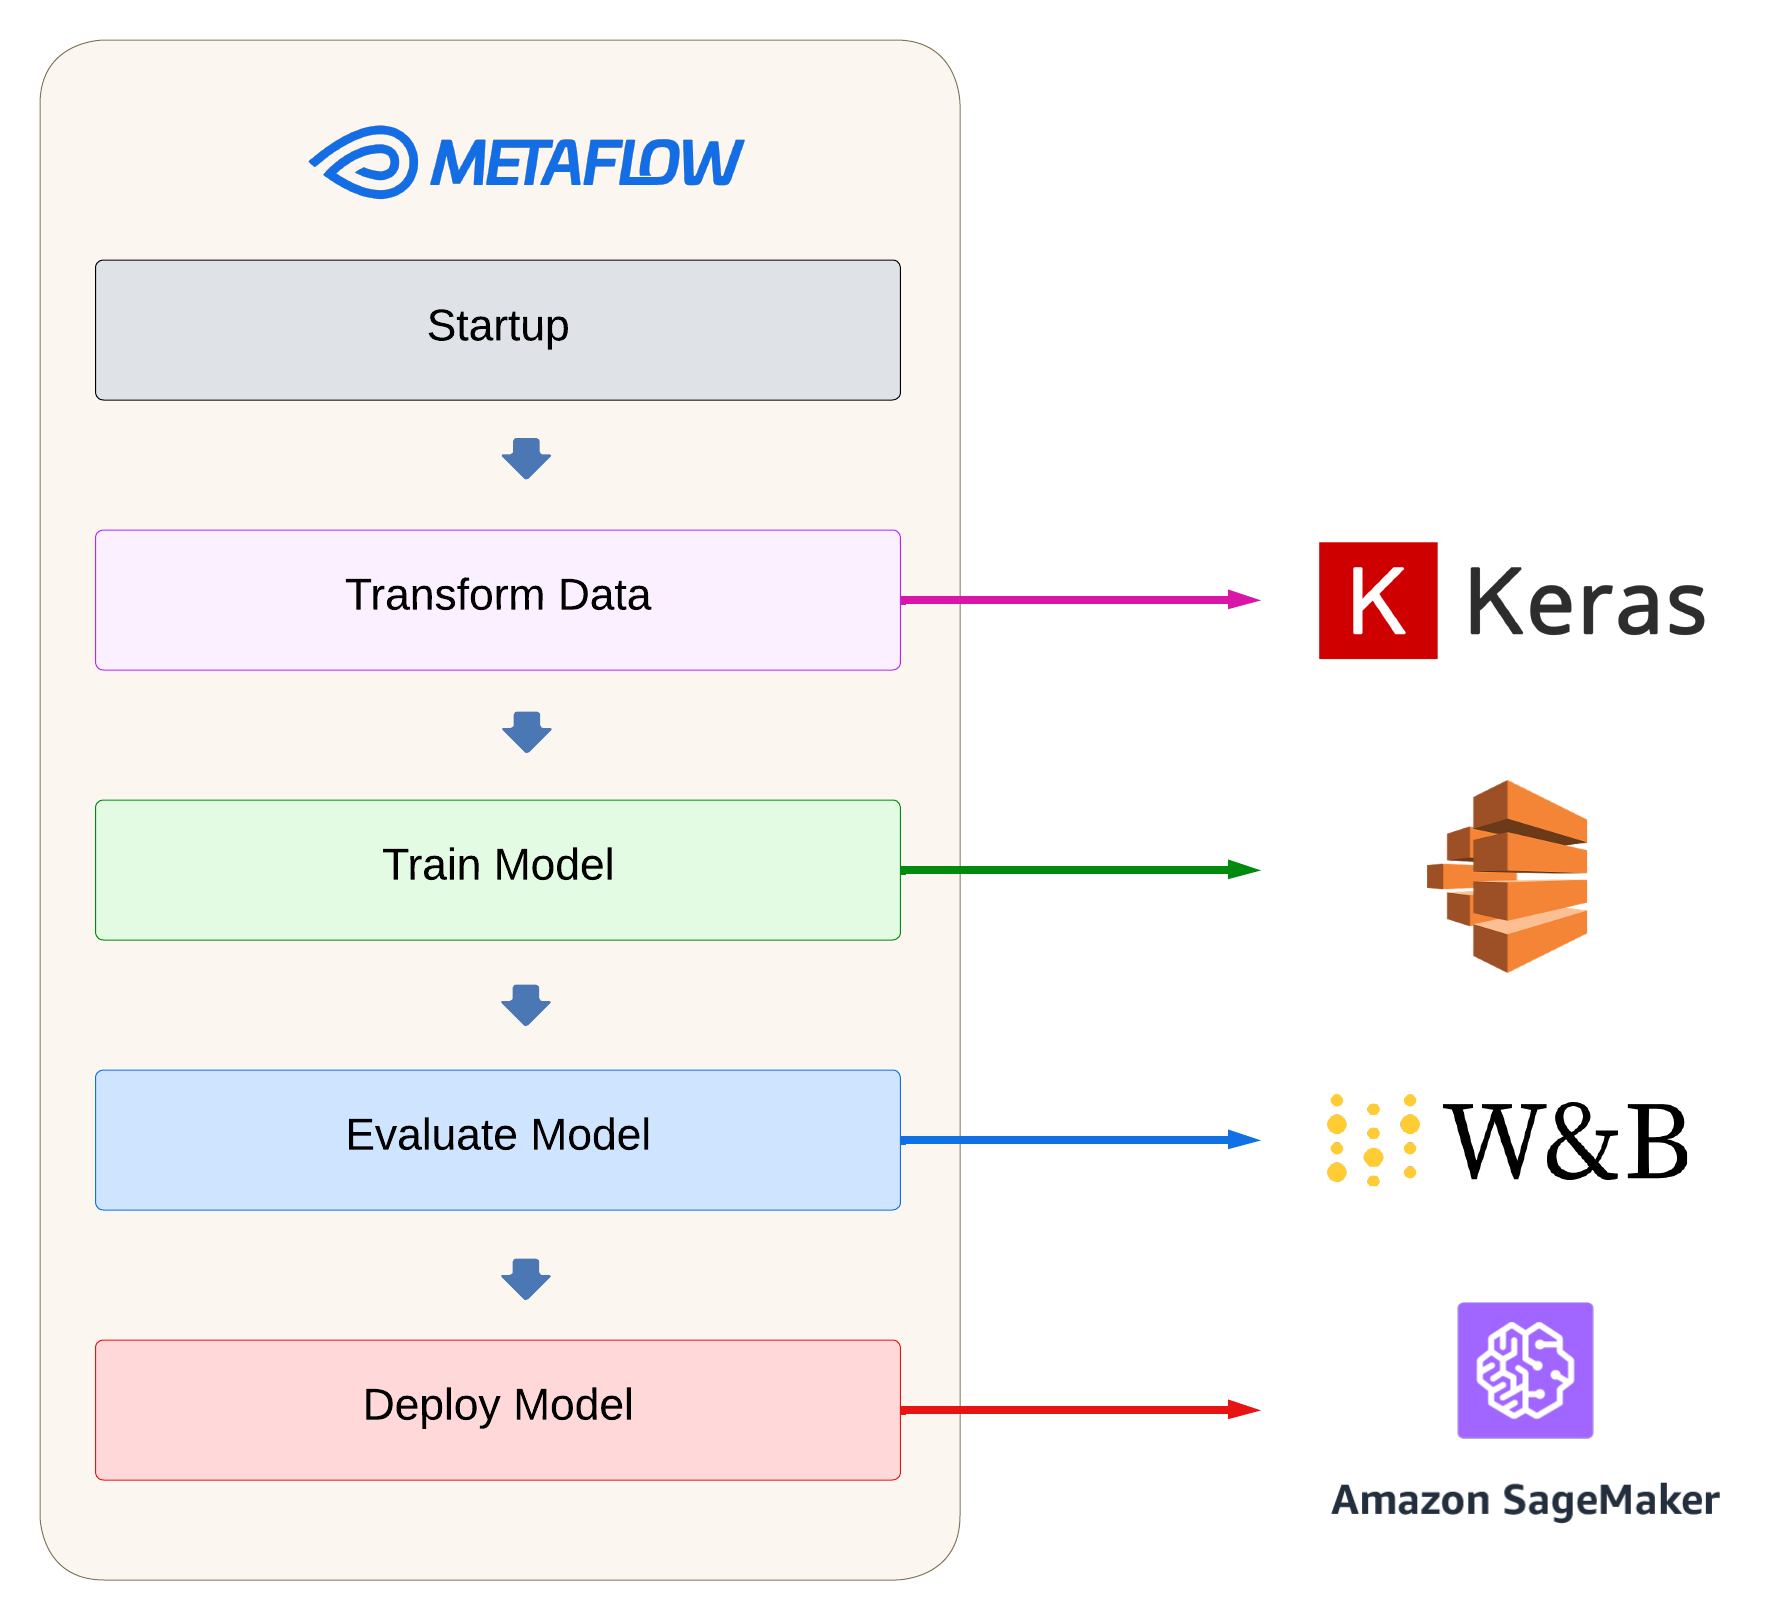 METAFLOW
Startup
Transform Data
K Keras
Train Model
Evaluate Model
W&B
Deploy Model
Amazon SageMaker